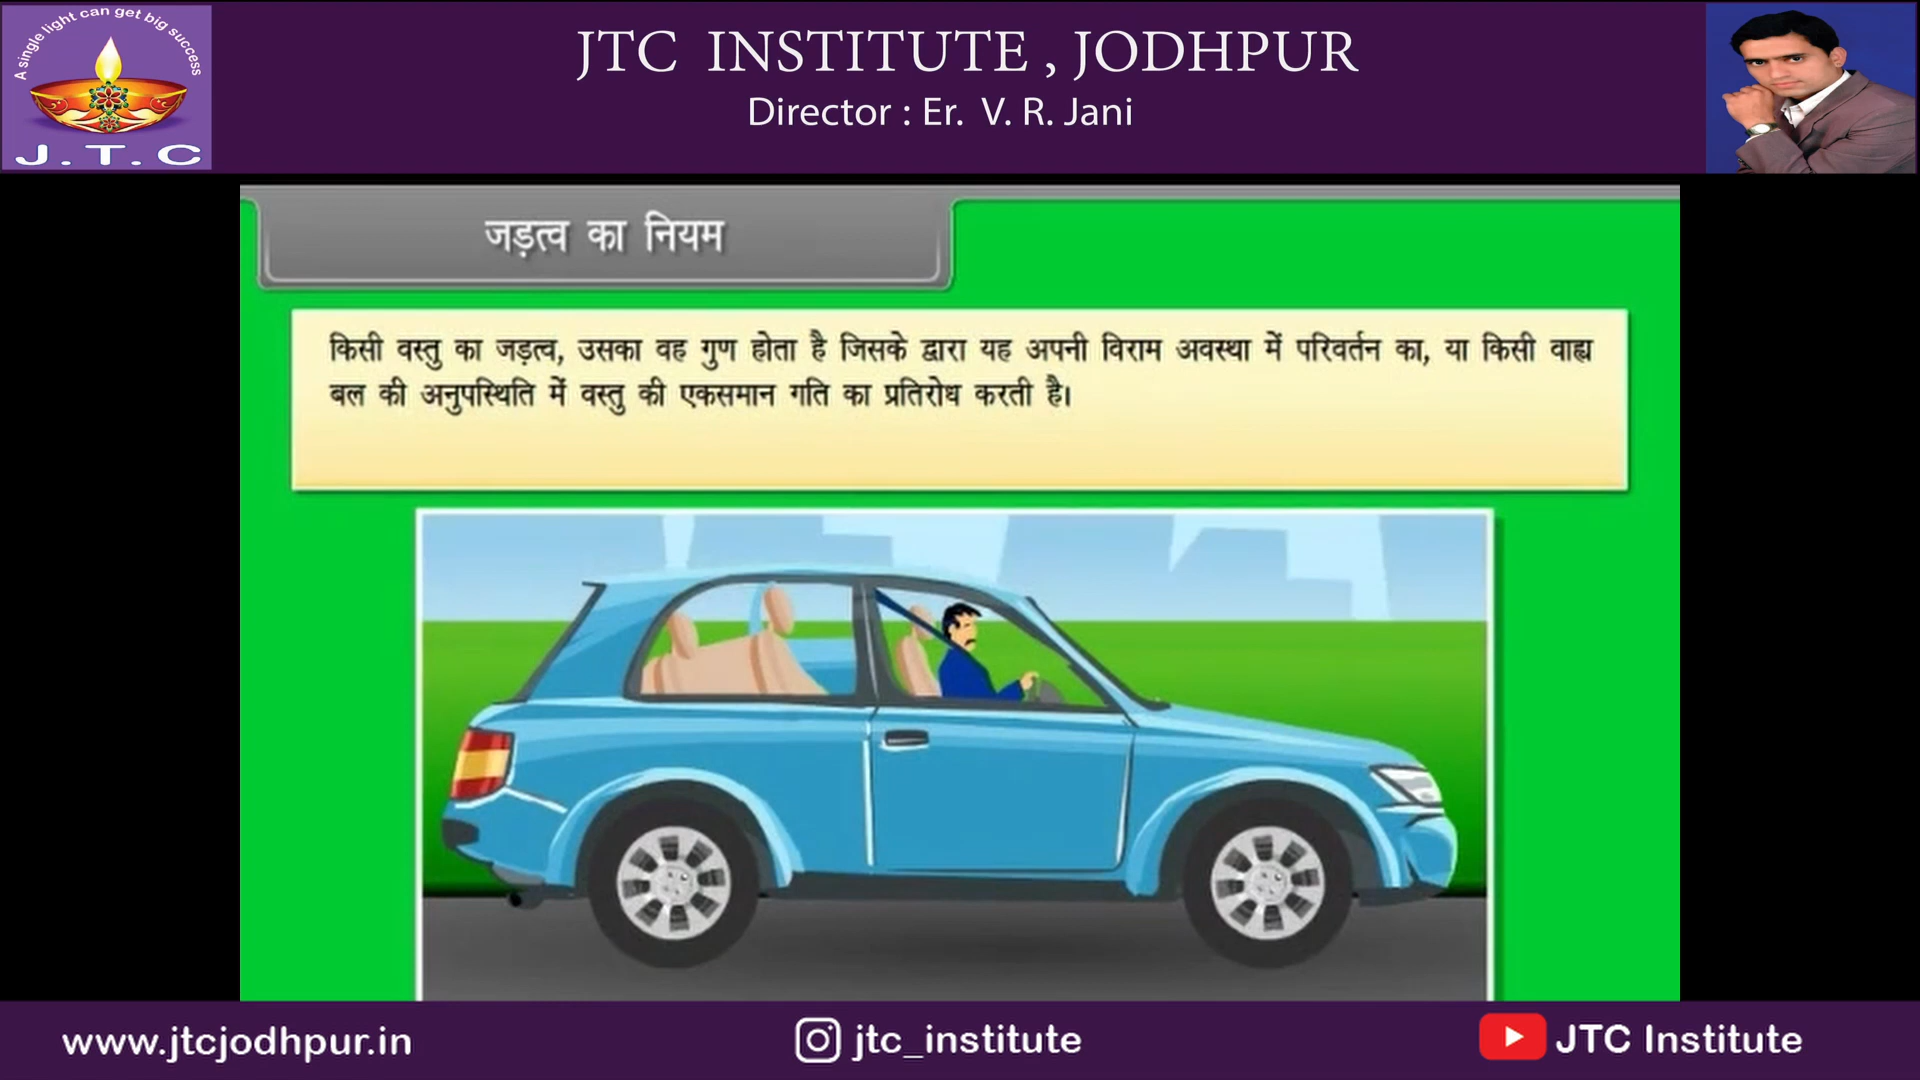 A single light can get big success
J.T.C
JTC INSTITUTE , JODHPUR
Director : Er. V. R. Jani
जड़त्व का नियम
किसी वस्तु का जड़त्व, उसका वह गुण होता है जिसके द्वारा यह अपनी विराम अवस्था में परिवर्तन का, या किसी वाह्य
बल की अनुपस्थिति में वस्तु की एकसमान गति का प्रतिरोध करती है।
www.jtcjodhpur.in
jtc_institute
JTC Institute